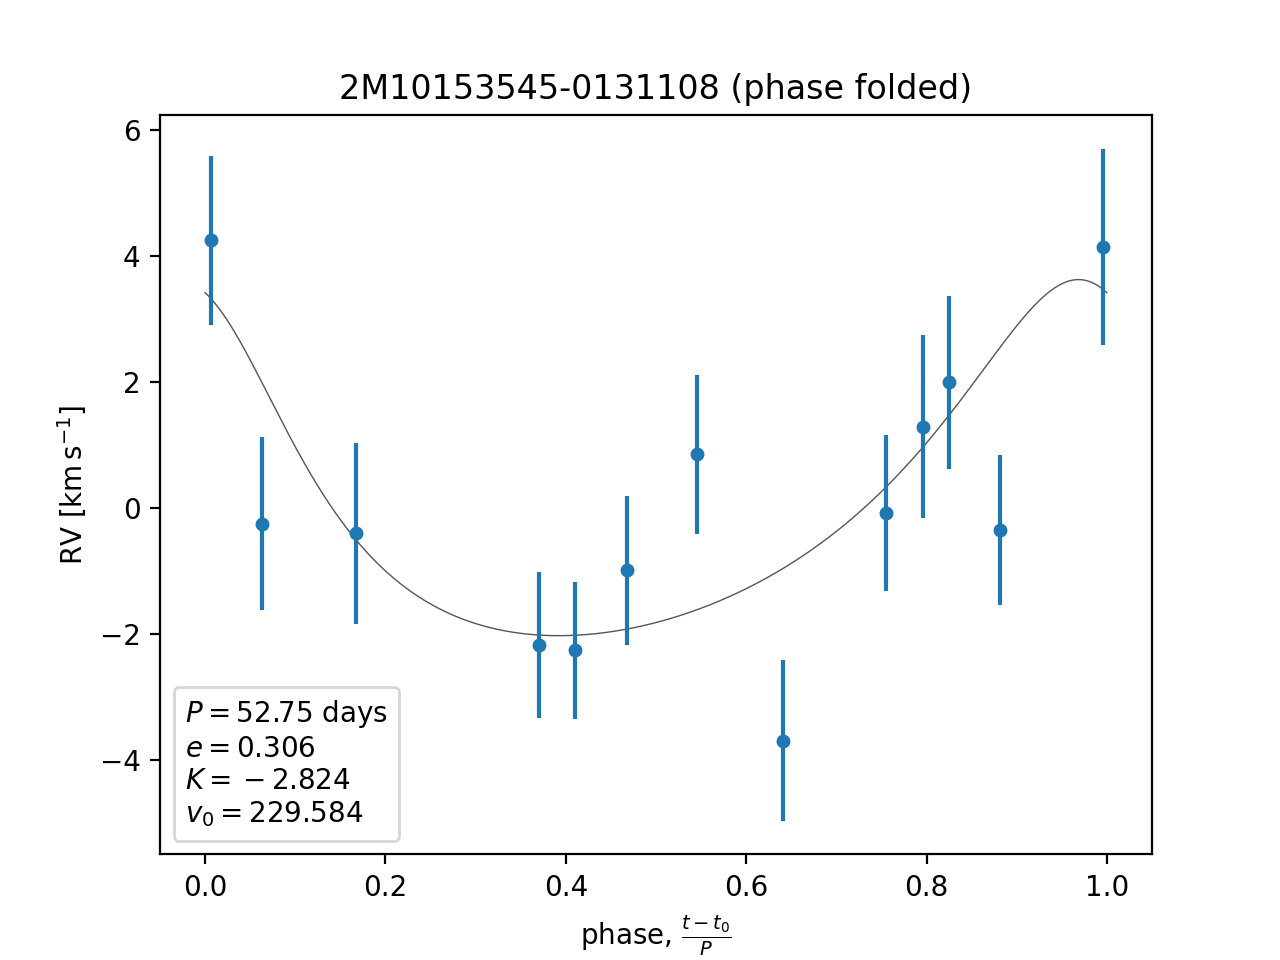 2M10153545-0131108 (phase folded)
RV [km s⁻¹]
6
4
2
0
−2
−4
P = 52.75 days
e = 0.306
K = −2.824
v₀ = 229.584
0.0 0.2 0.4 0.6 0.8 1.0
phase, (t − t₀)/P